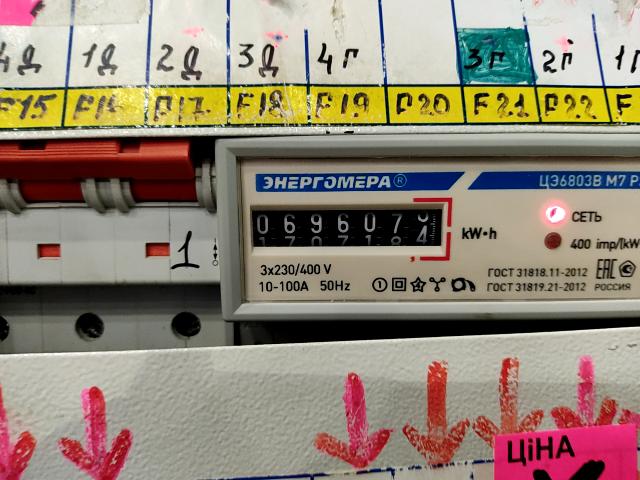 4Д 1Д 2Д 3Д 4Г 3Г 2Г 1Г
F15 F16 F17 F18 F19 F20 F21 F22 F
ЭНЕРГОМЕРА® ЦЭ6803В М7 Р
069607
kW•h
СЕТЬ
400 imp/(kW
1
3x230/400 V
10-100A 50Hz
ГОСТ 31818.11-2012 ЕАС
ГОСТ 31819.21-2012 РОССИЯ
ЦіНА